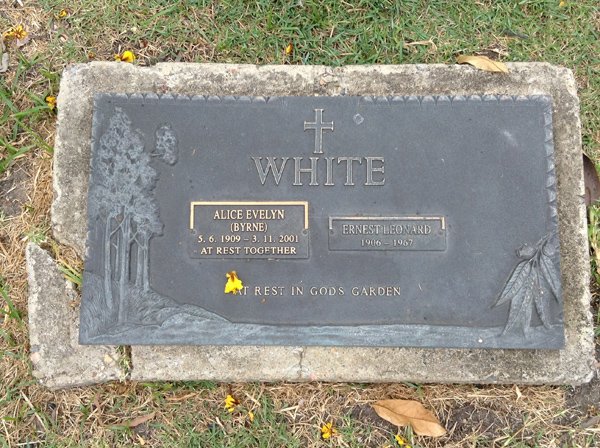 WHITE
ALICE EVELYN
(BYRNE)
5. 6. 1909 – 3. 11. 2001
AT REST TOGETHER
ERNEST LEONARD
1906 – 1967
AT REST IN GODS GARDEN